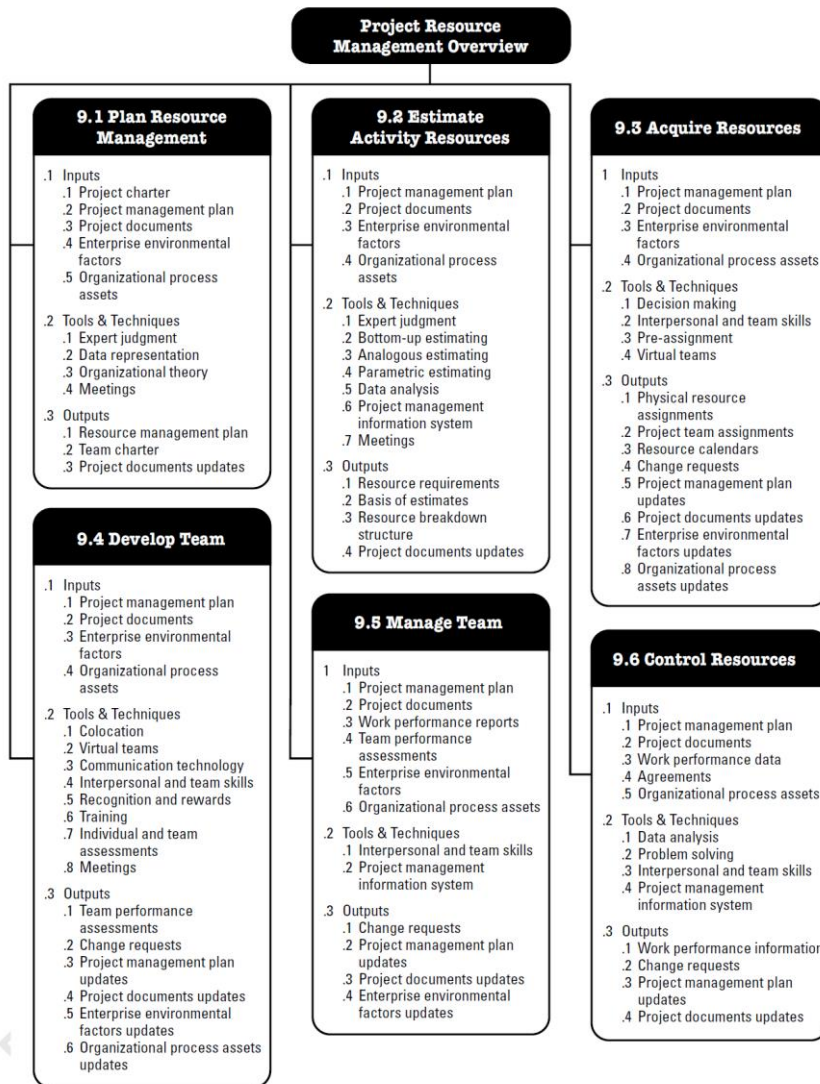 Project Resource
Management Overview
9.1 Plan Resource
Management
.1 Inputs
.1 Project charter
.2 Project management plan
.3 Project documents
.4 Enterprise environmental
factors
.5 Organizational process
assets
.2 Tools & Techniques
.1 Expert judgment
.2 Data representation
.3 Organizational theory
.4 Meetings
.3 Outputs
.1 Resource management plan
.2 Team charter
.3 Project documents updates
9.2 Estimate
Activity Resources
.1 Inputs
.1 Project management plan
.2 Project documents
.3 Enterprise environmental
factors
.4 Organizational process
assets
.2 Tools & Techniques
.1 Expert judgment
.2 Bottom-up estimating
.3 Analogous estimating
.4 Parametric estimating
.5 Data analysis
.6 Project management
information system
.7 Meetings
.3 Outputs
.1 Resource requirements
.2 Basis of estimates
.3 Resource breakdown
structure
.4 Project documents updates
9.3 Acquire Resources
1 Inputs
.1 Project management plan
.2 Project documents
.3 Enterprise environmental
factors
.4 Organizational process assets
.2 Tools & Techniques
.1 Decision making
.2 Interpersonal and team skills
.3 Pre-assignment
.4 Virtual teams
.3 Outputs
.1 Physical resource
assignments
.2 Project team assignments
.3 Resource calendars
.4 Change requests
.5 Project management plan
updates
.6 Project documents updates
.7 Enterprise environmental
factors updates
.8 Organizational process
assets updates
9.4 Develop Team
.1 Inputs
.1 Project management plan
.2 Project documents
.3 Enterprise environmental
factors
.4 Organizational process
assets
.2 Tools & Techniques
.1 Colocation
.2 Virtual teams
.3 Communication technology
.4 Interpersonal and team skills
.5 Recognition and rewards
.6 Training
.7 Individual and team
assessments
.8 Meetings
.3 Outputs
.1 Team performance
assessments
.2 Change requests
.3 Project management plan
updates
.4 Project documents updates
.5 Enterprise environmental
factors updates
.6 Organizational process assets
updates
9.5 Manage Team
1 Inputs
.1 Project management plan
.2 Project documents
.3 Work performance reports
.4 Team performance
assessments
.5 Enterprise environmental
factors
.6 Organizational process assets
.2 Tools & Techniques
.1 Interpersonal and team skills
.2 Project management
information system
.3 Outputs
.1 Change requests
.2 Project management plan
updates
.3 Project documents updates
.4 Enterprise environmental
factors updates
9.6 Control Resources
.1 Inputs
.1 Project management plan
.2 Project documents
.3 Work performance data
.4 Agreements
.5 Organizational process assets
.2 Tools & Techniques
.1 Data analysis
.2 Problem solving
.3 Interpersonal and team skills
.4 Project management
information system
.3 Outputs
.1 Work performance information
.2 Change requests
.3 Project management plan
updates
.4 Project documents updates